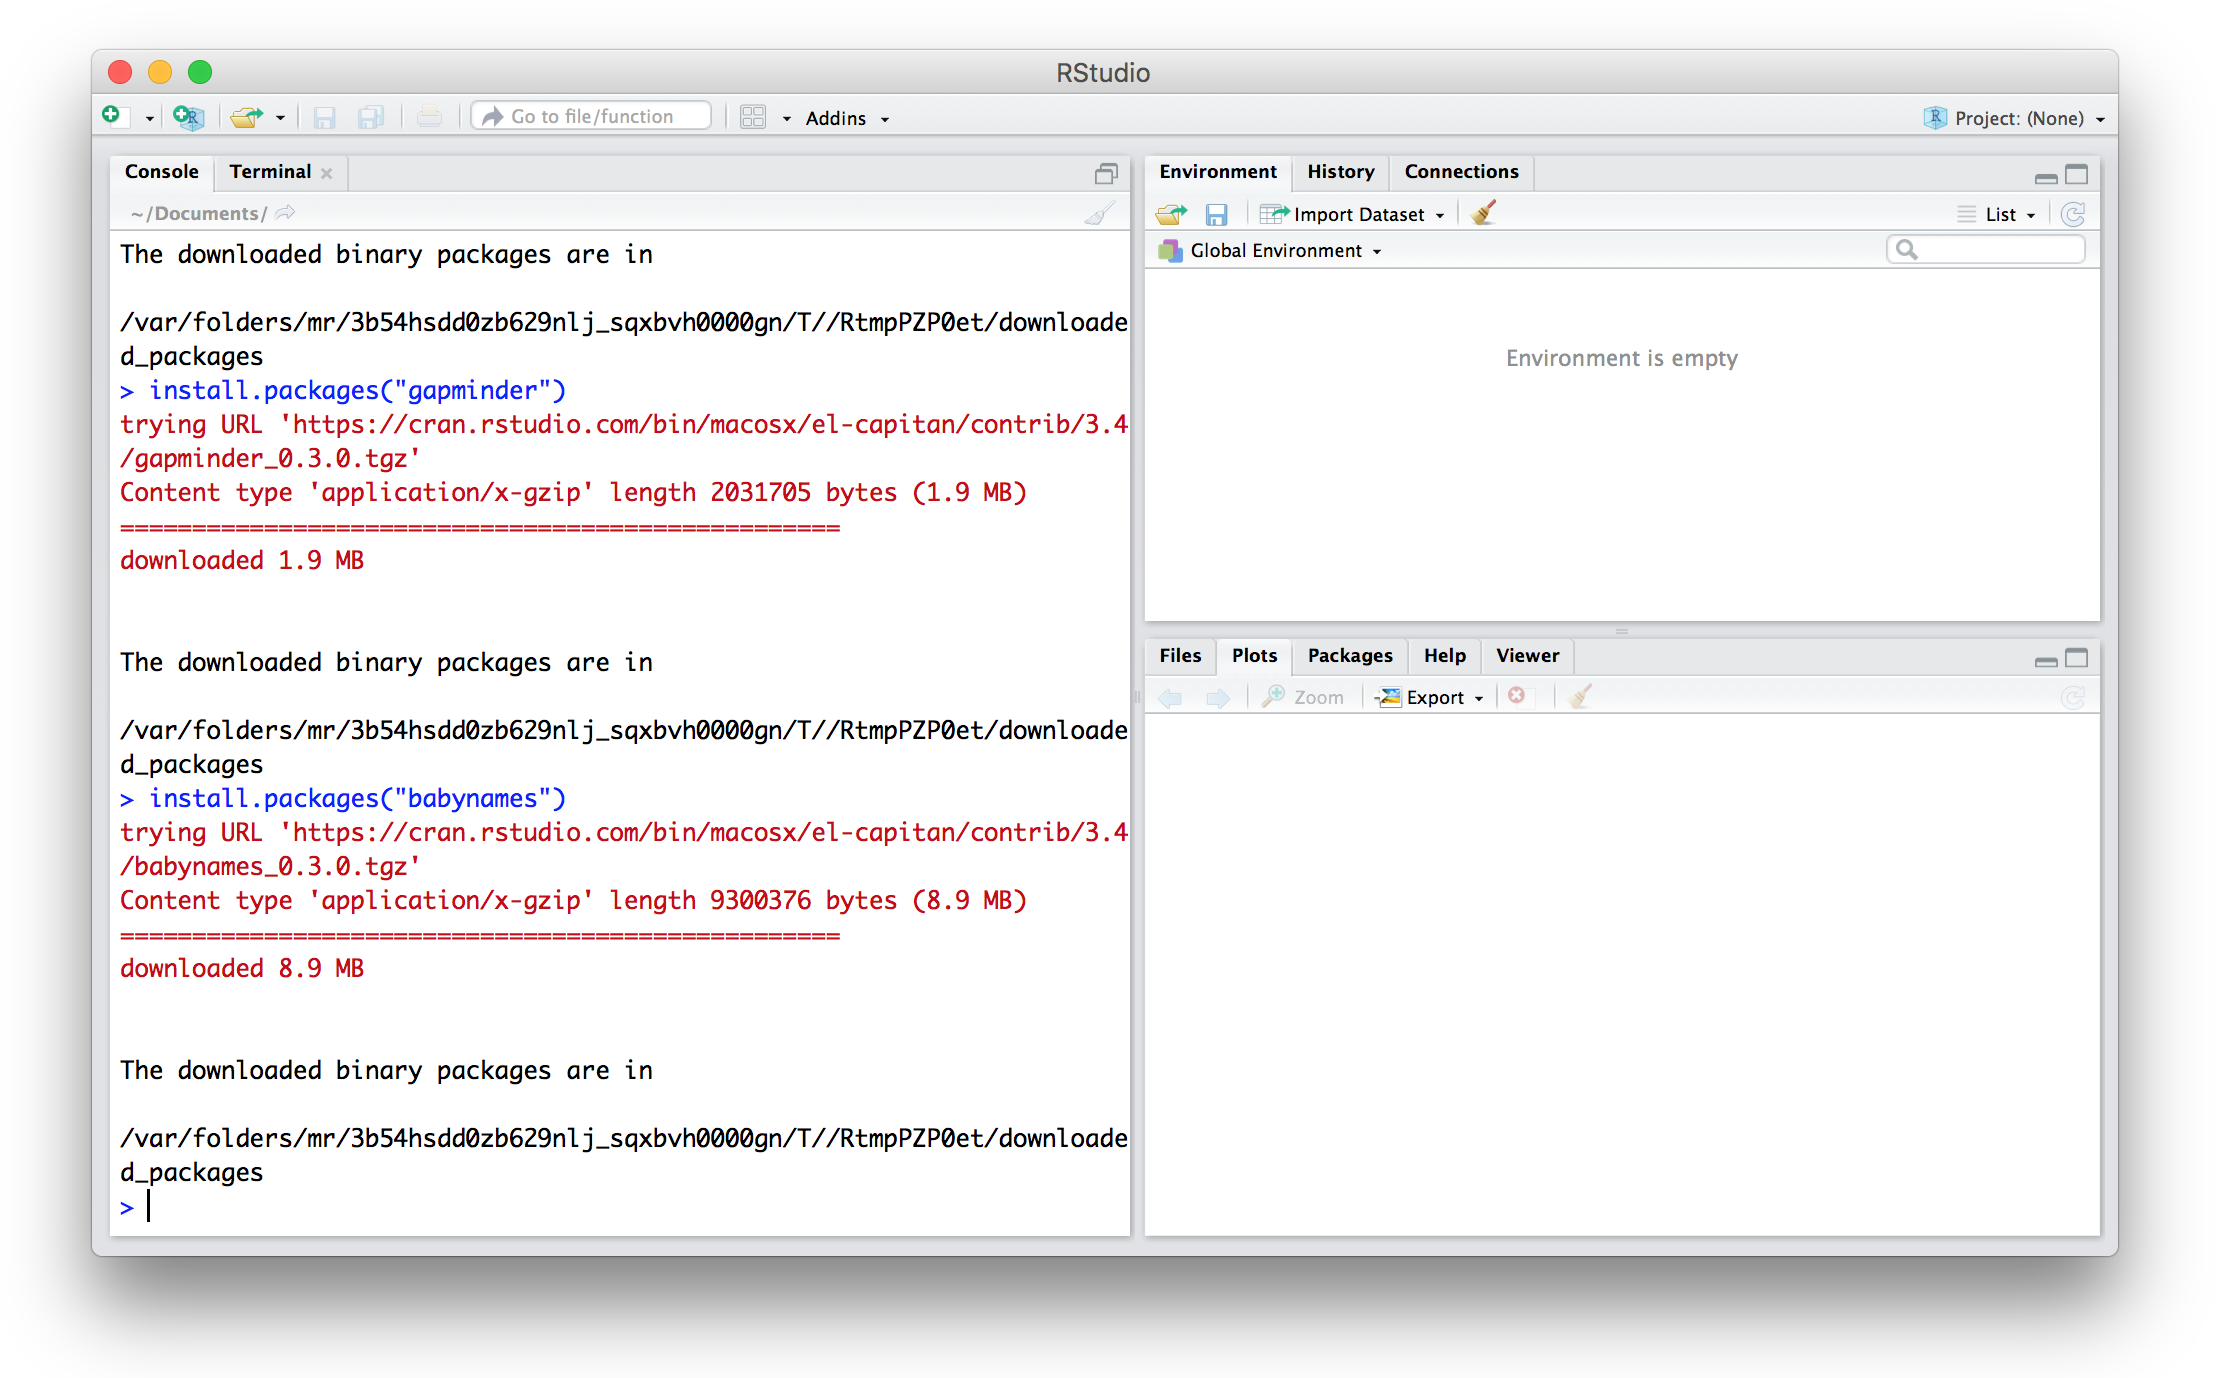 RStudio
Go to file/function
Addins
Project: (None)
Console Terminal
~/Documents/
The downloaded binary packages are in
/var/folders/mr/3b54hsdd0zb629nlj_sqxbvh0000gn/T//RtmpPZP0et/downloade
d_packages
> install.packages("gapminder")
trying URL 'https://cran.rstudio.com/bin/macosx/el-capitan/contrib/3.4
/gapminder_0.3.0.tgz'
Content type 'application/x-gzip' length 2031705 bytes (1.9 MB)
==================================================
downloaded 1.9 MB
The downloaded binary packages are in
/var/folders/mr/3b54hsdd0zb629nlj_sqxbvh0000gn/T//RtmpPZP0et/downloade
d_packages
> install.packages("babynames")
trying URL 'https://cran.rstudio.com/bin/macosx/el-capitan/contrib/3.4
/babynames_0.3.0.tgz'
Content type 'application/x-gzip' length 9300376 bytes (8.9 MB)
==================================================
downloaded 8.9 MB
The downloaded binary packages are in
/var/folders/mr/3b54hsdd0zb629nlj_sqxbvh0000gn/T//RtmpPZP0et/downloade
d_packages
>
Environment History Connections
Import Dataset List
Global Environment
Environment is empty
Files Plots Packages Help Viewer
Zoom Export